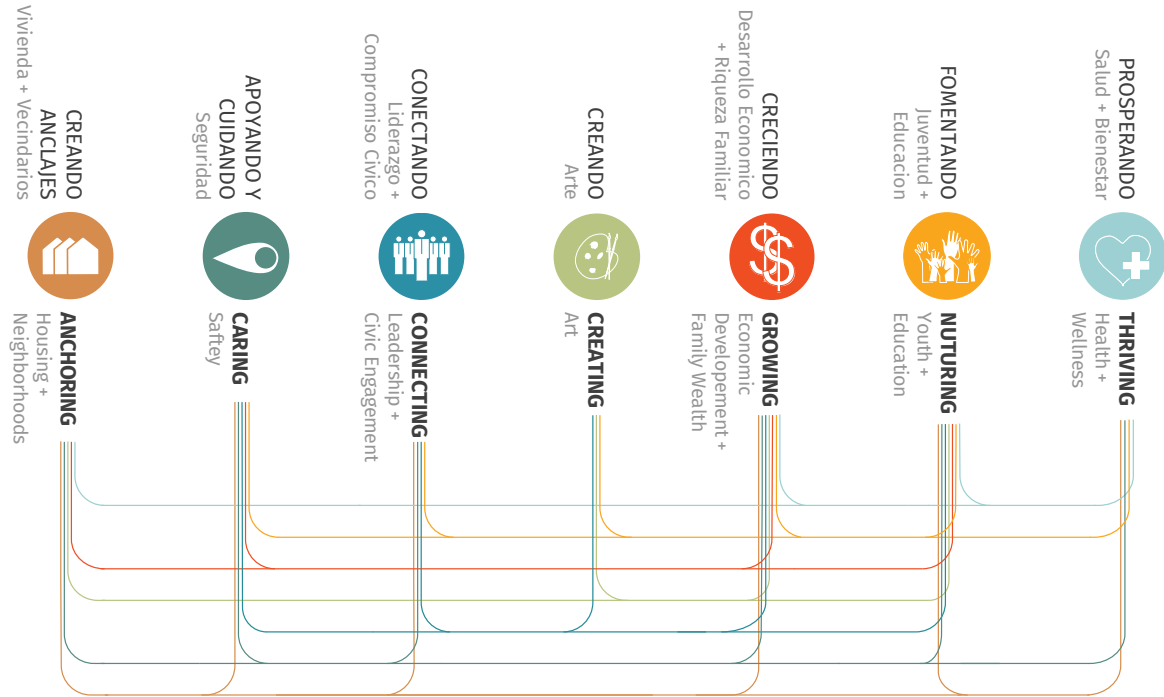 PROSPERANDO
Salud + Bienestar
THRIVING
Health +
Wellness
FOMENTANDO
Juventud +
Educacion
NUTURING
Youth +
Education
CRECIENDO
Desarrollo Economico
+ Riqueza Familiar
GROWING
Economic
Developement +
Family Wealth
CREANDO
Arte
CREATING
Art
CONECTANDO
Liderazgo +
Compromiso Civico
CONNECTING
Leadership +
Civic Engagement
APOYANDO Y
CUIDANDO
Seguridad
CARING
Saftey
CREANDO
ANCLAJES
Vivienda + Vecindarios
ANCHORING
Housing +
Neighborhoods